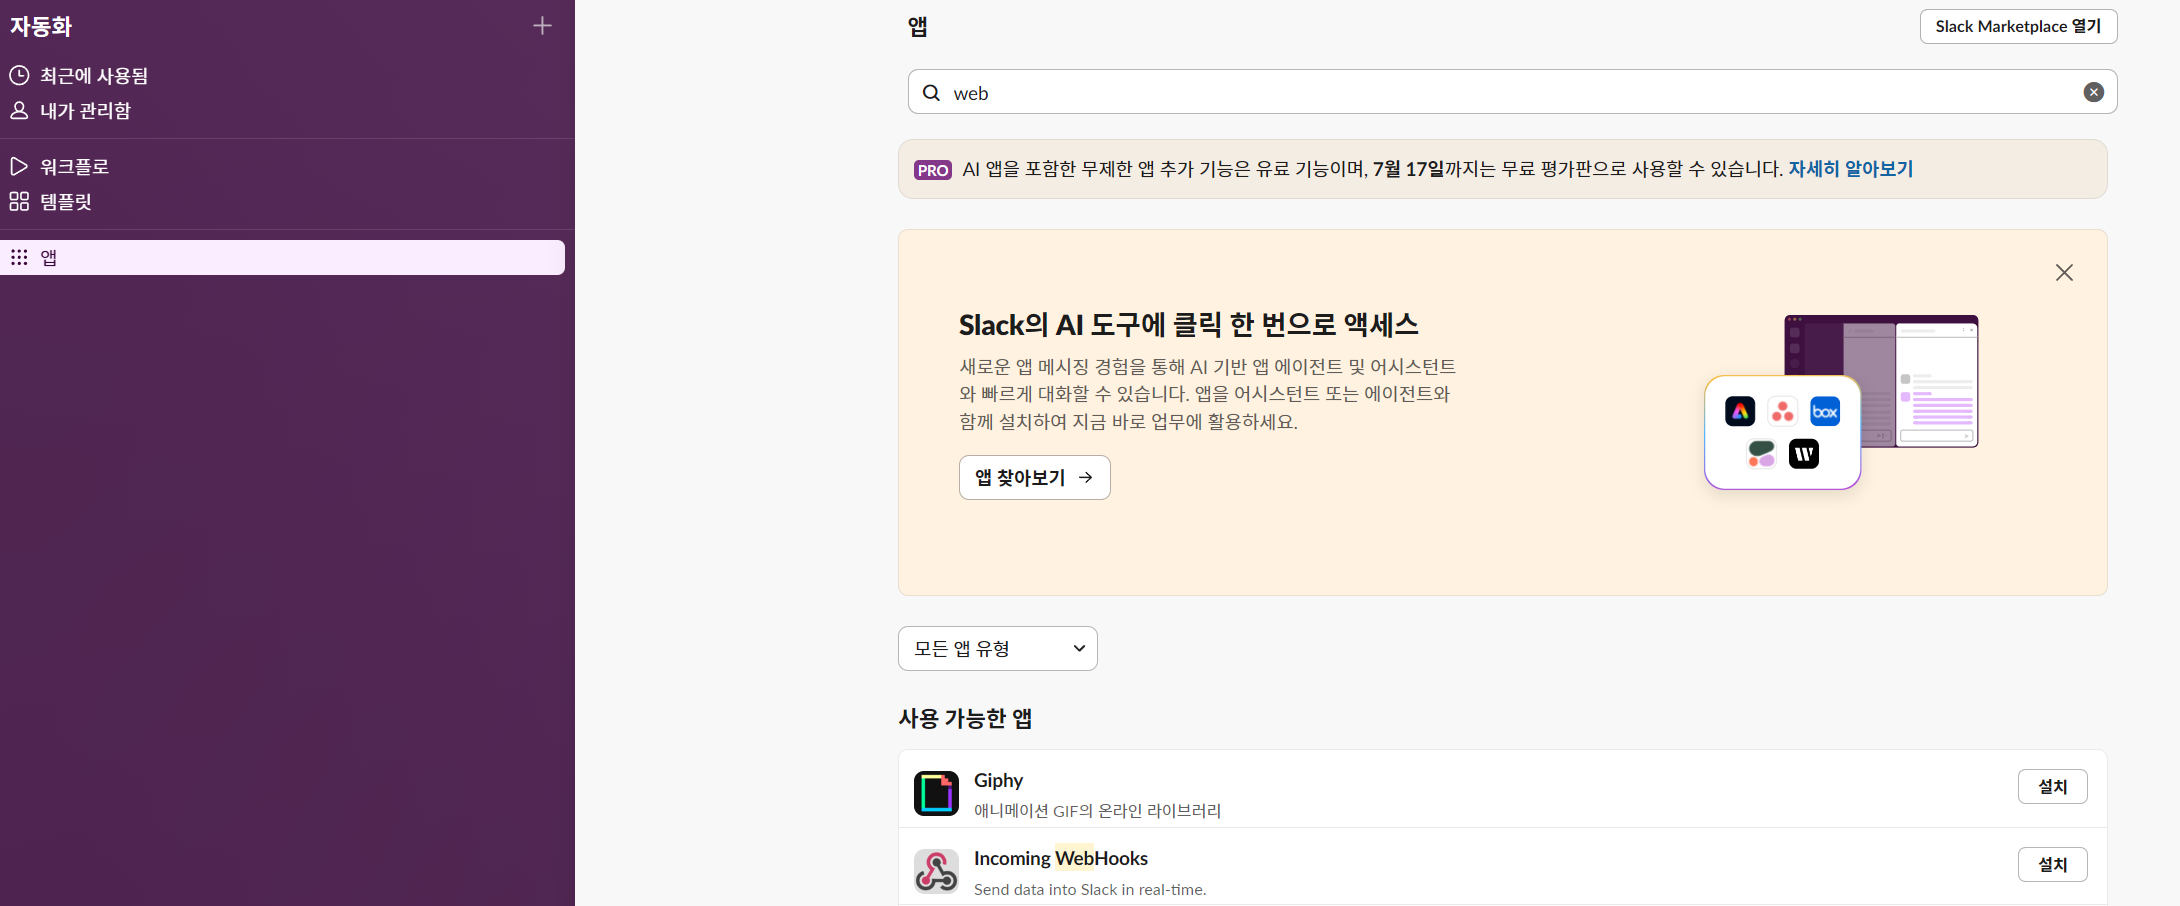 자동화
최근에 사용됨
내가 관리함
워크플로
템플릿
앱
앱
Slack Marketplace 열기
web
PRO AI 앱을 포함한 무제한 앱 추가 기능은 유료 기능이며, 7월 17일까지는 무료 평가판으로 사용할 수 있습니다. 자세히 알아보기
Slack의 AI 도구에 클릭 한 번으로 액세스
새로운 앱 메시징 경험을 통해 AI 기반 앱 에이전트 및 어시스턴트
와 빠르게 대화할 수 있습니다. 앱을 어시스턴트 또는 에이전트와
함께 설치하여 지금 바로 업무에 활용하세요.
앱 찾아보기
box
모든 앱 유형
사용 가능한 앱
Giphy
애니메이션 GIF의 온라인 라이브러리
설치
Incoming WebHooks
Send data into Slack in real-time.
설치